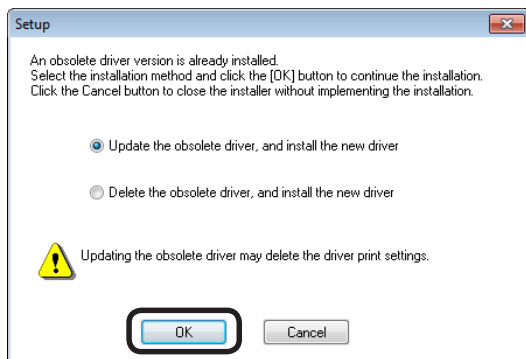 Setup
An obsolete driver version is already installed.
Select the installation method and click the [OK] button to continue the installation.
Click the Cancel button to close the installer without implementing the installation.
Update the obsolete driver, and install the new driver
Delete the obsolete driver, and install the new driver
Updating the obsolete driver may delete the driver print settings.
OK
Cancel